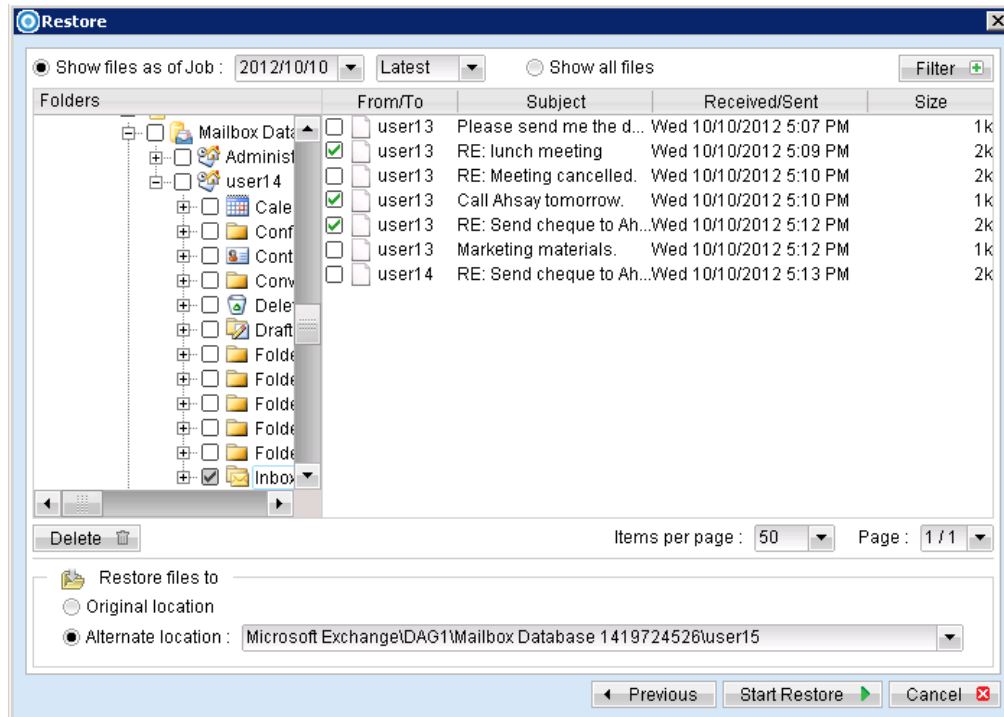 Restore
Show files as of Job : 2012/10/10 Latest Show all files Filter
Folders From/To Subject Received/Sent Size
Mailbox Data
Administ
user14
Cale
Conf
Cont
Conv
Delet
Draft
Folde
Folde
Folde
Folde
Folde
Inbox
user13 Please send me the d... Wed 10/10/2012 5:07 PM 1k
user13 RE: lunch meeting Wed 10/10/2012 5:09 PM 2k
user13 RE: Meeting cancelled. Wed 10/10/2012 5:10 PM 2k
user13 Call Ahsay tomorrow. Wed 10/10/2012 5:10 PM 1k
user13 RE: Send cheque to Ah... Wed 10/10/2012 5:12 PM 2k
user13 Marketing materials. Wed 10/10/2012 5:12 PM 1k
user14 RE: Send cheque to Ah... Wed 10/10/2012 5:13 PM 2k
Delete Items per page : 50 Page : 1 / 1
Restore files to
Original location
Alternate location : Microsoft Exchange\DAG1\Mailbox Database 1419724526\user15
Previous Start Restore Cancel